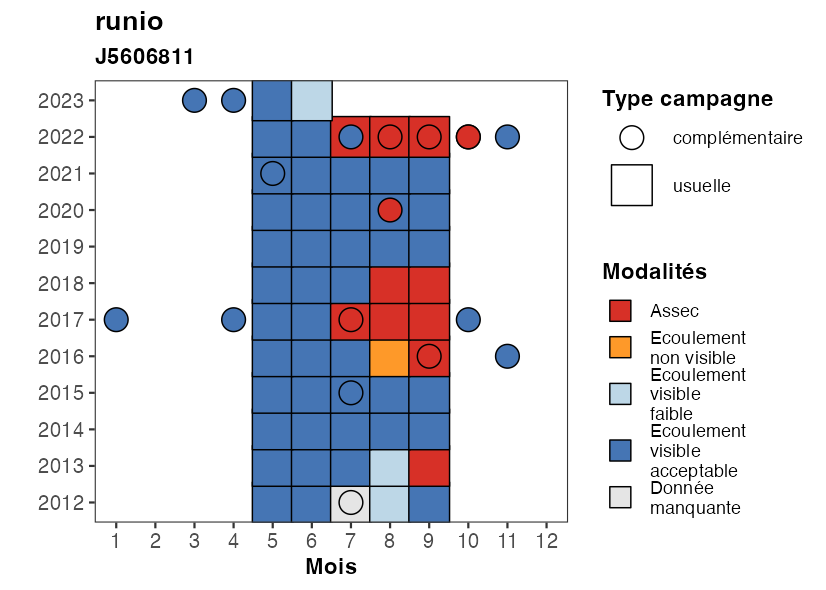 runio
J5606811
2023
2022
2021
2020
2019
2018
2017
2016
2015
2014
2013
2012
1 2 3 4 5 6 7 8 9 10 11 12
Mois
Type campagne
complémentaire
usuelle
Modalités
Assec
Ecoulement
non visible
Ecoulement
visible
faible
Ecoulement
visible
acceptable
Donnée
manquante